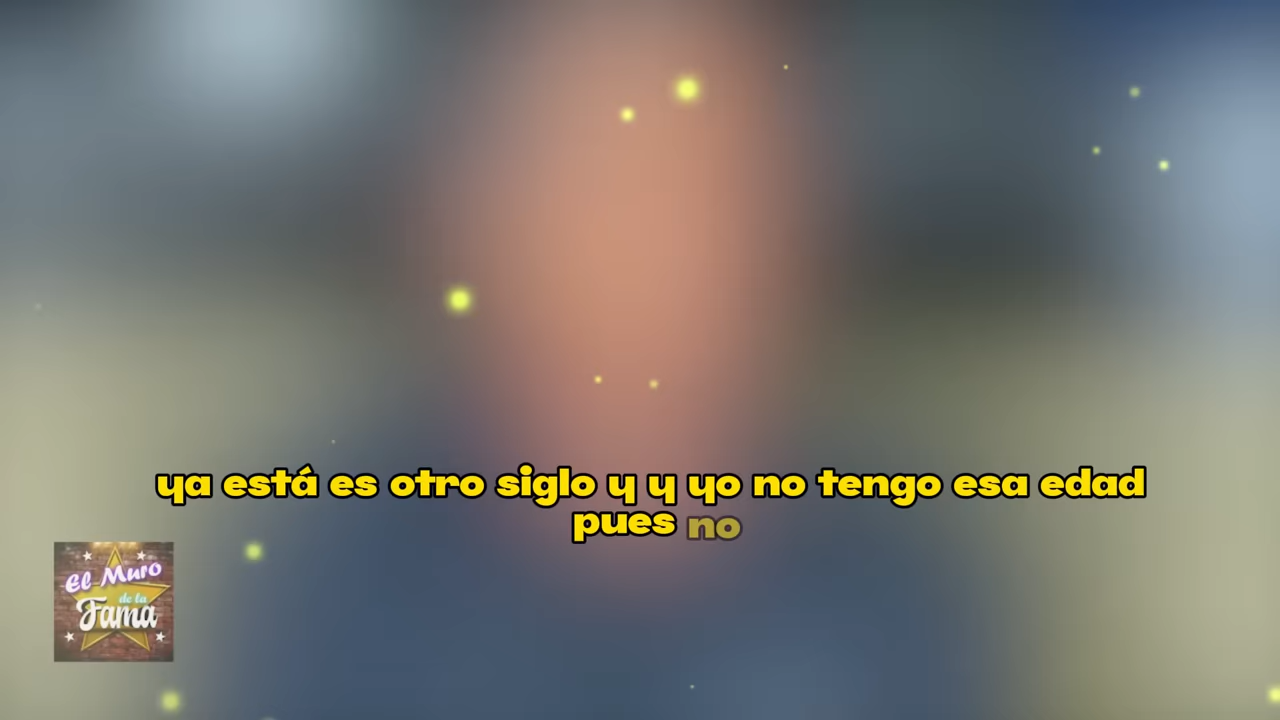 ya está es otro siglo y y yo no tengo esa edad
pues no
El Muro
de la
Fama